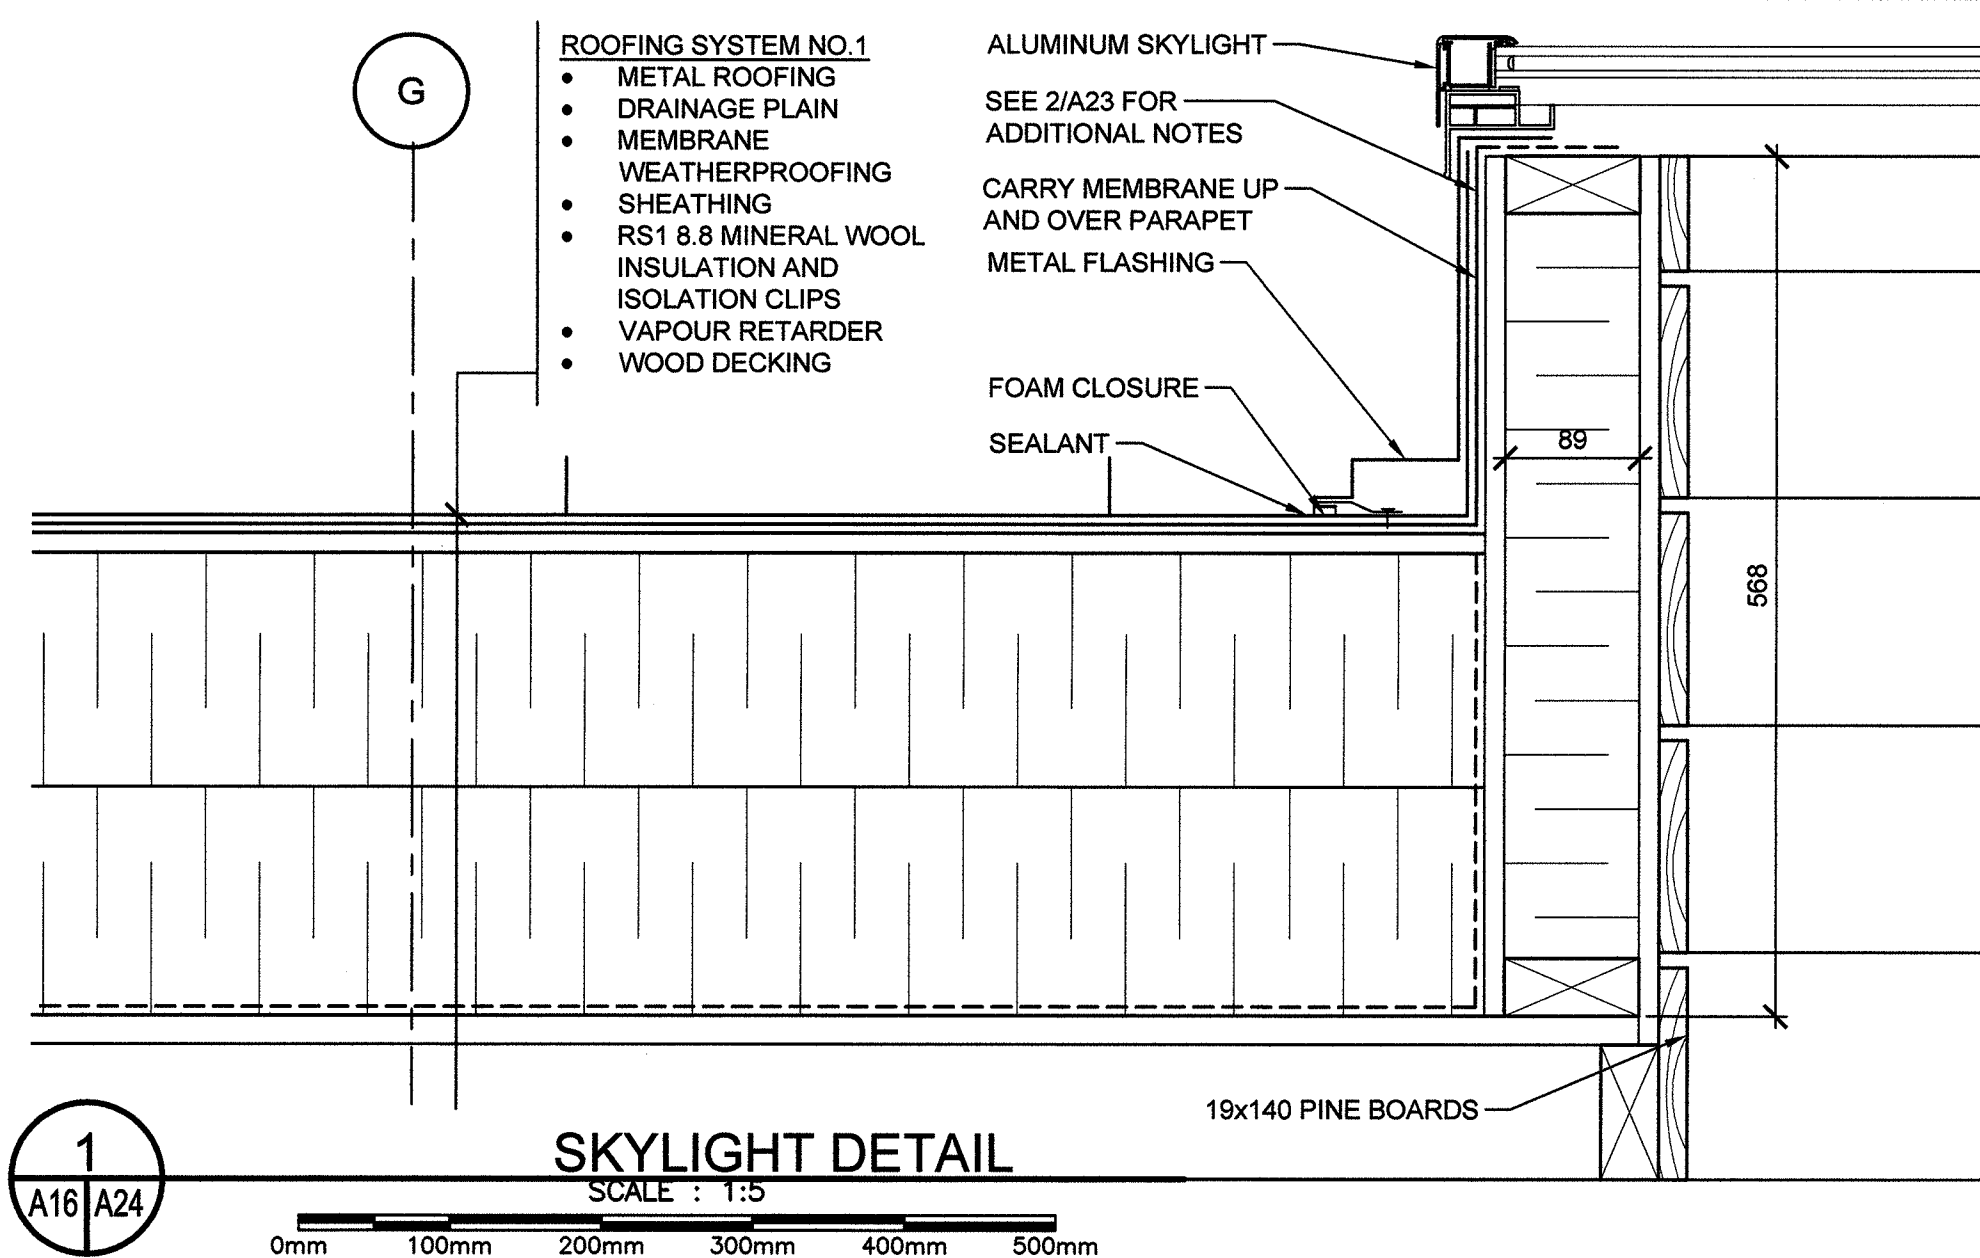 G
ROOFING SYSTEM NO.1
• METAL ROOFING
• DRAINAGE PLAIN
• MEMBRANE
WEATHERPROOFING
• SHEATHING
• RS1 8.8 MINERAL WOOL
INSULATION AND
ISOLATION CLIPS
• VAPOUR RETARDER
• WOOD DECKING
ALUMINUM SKYLIGHT
SEE 2/A23 FOR
ADDITIONAL NOTES
CARRY MEMBRANE UP
AND OVER PARAPET
METAL FLASHING
FOAM CLOSURE
SEALANT
89
568
19x140 PINE BOARDS
1
A16 A24
SKYLIGHT DETAIL
SCALE : 1:5
0mm 100mm 200mm 300mm 400mm 500mm